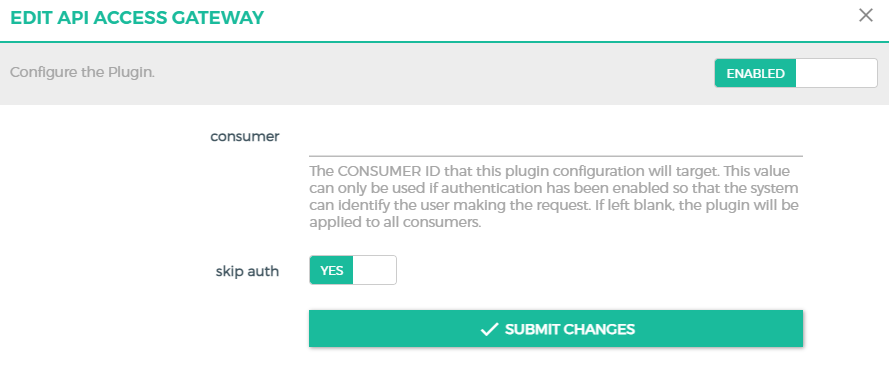 EDIT API ACCESS GATEWAY
Configure the Plugin.
ENABLED
consumer
The CONSUMER ID that this plugin configuration will target. This value
can only be used if authentication has been enabled so that the system
can identify the user making the request. If left blank, the plugin will be
applied to all consumers.
skip auth
YES
SUBMIT CHANGES